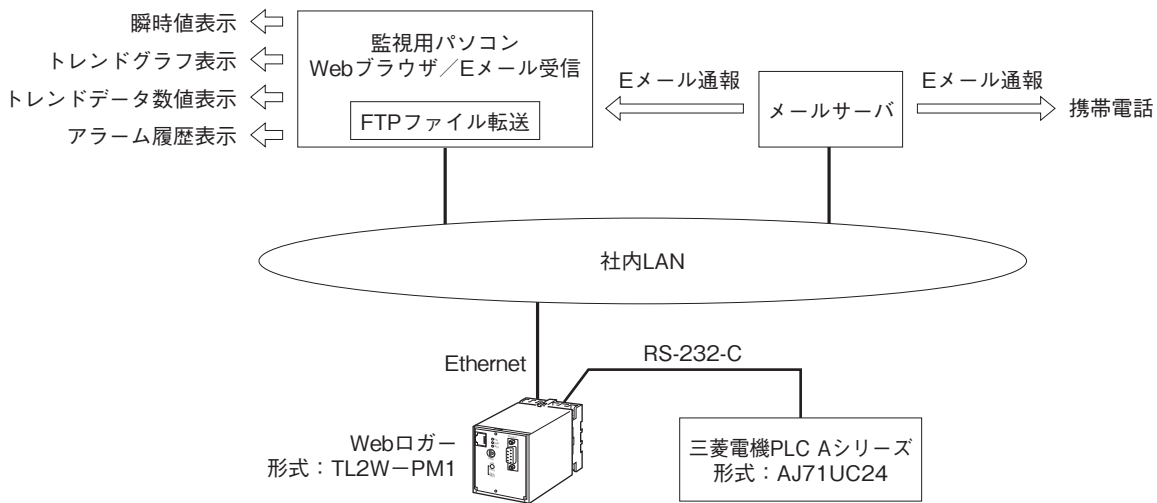 瞬時値表示
トレンドグラフ表示
トレンドデータ数値表示
アラーム履歴表示
監視用パソコン
Webブラウザ／Eメール受信
FTPファイル転送
Eメール通報
メールサーバ
Eメール通報
携帯電話
社内LAN
Ethernet
RS-232-C
Webロガー
形式：TL2W－PM1
三菱電機PLC Aシリーズ
形式：AJ71UC24